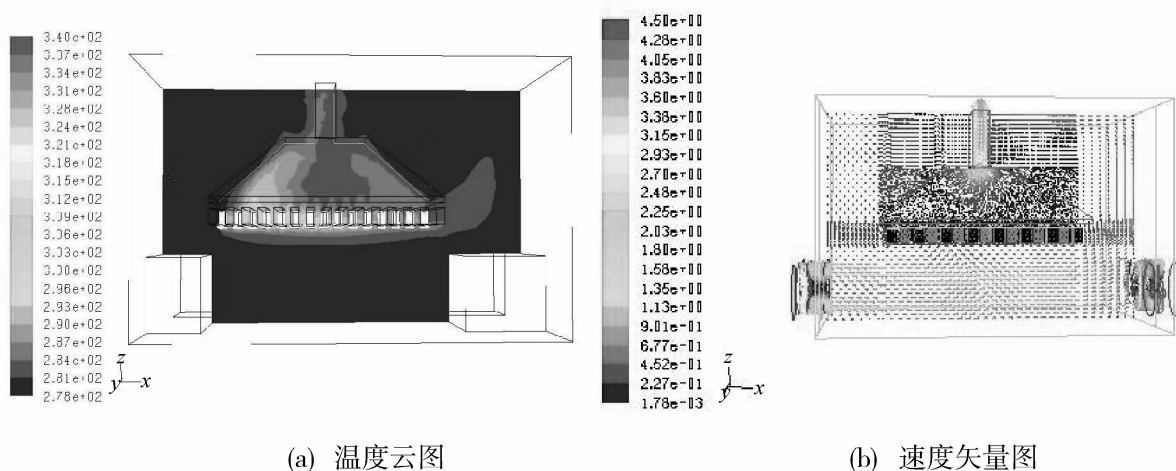 3.40e+02
3.37e+02
3.34e+02
3.31e+02
3.28e+02
3.24e+02
3.21e+02
3.18e+02
3.15e+02
3.12e+02
3.09e+02
3.06e+02
3.03e+02
3.00e+02
2.96e+02
2.93e+02
2.90e+02
2.87e+02
2.84e+02
2.81e+02
2.78e+02
z
y x
(a) 温度云图
4.50e+00
4.28e+00
4.05e+00
3.83e+00
3.60e+00
3.38e+00
3.15e+00
2.93e+00
2.70e+00
2.48e+00
2.25e+00
2.03e+00
1.80e+00
1.58e+00
1.35e+00
1.13e+00
9.01e-01
6.77e-01
4.52e-01
2.27e-01
1.78e-03
z
y x
(b) 速度矢量图